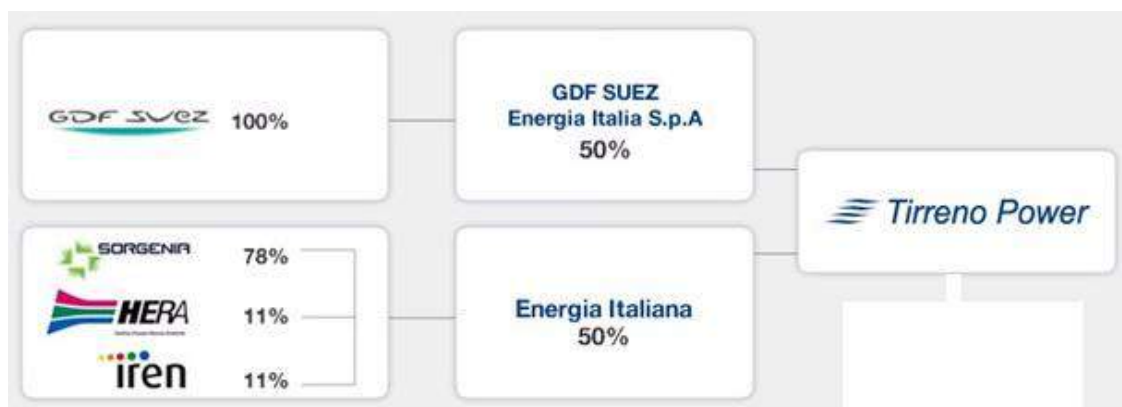 GDF SUEZ 100%
GDF SUEZ
Energia Italia S.p.A
50%
Tirreno Power
SORGENIA 78%
HERA 11%
iren 11%
Energia Italiana
50%